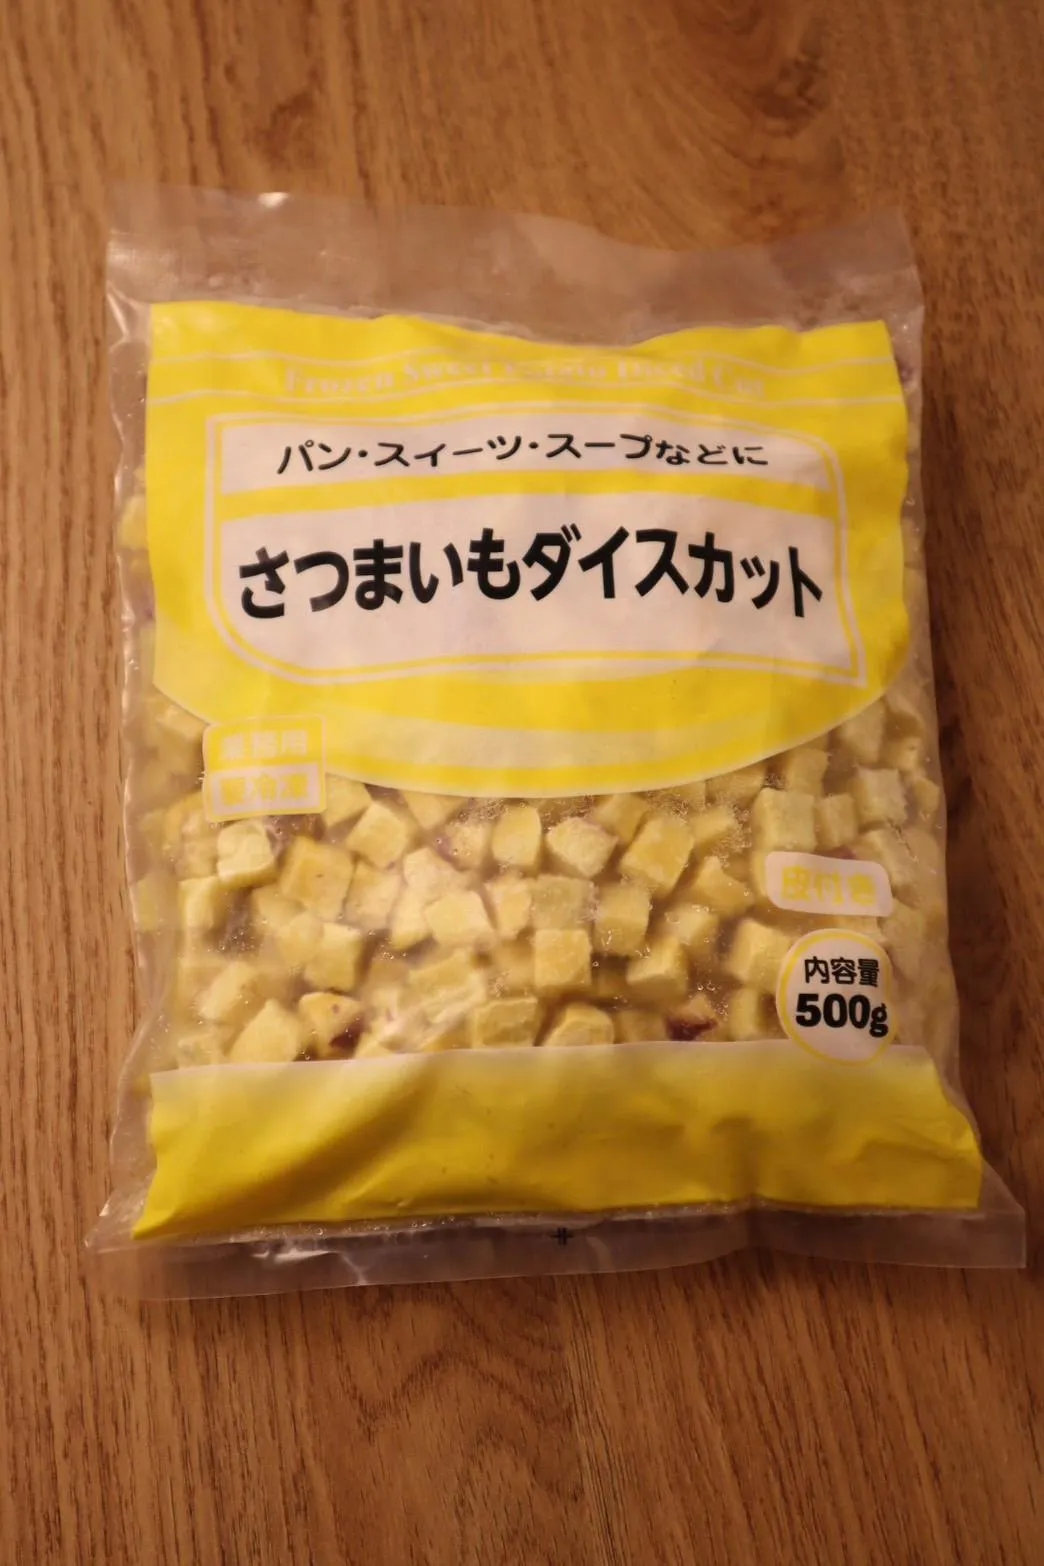 Frozen Sweet Potato Diced Cut
パン・スィーツ・スープなどに
さつまいもダイスカット
業務用
要冷凍
皮付き
内容量
500g